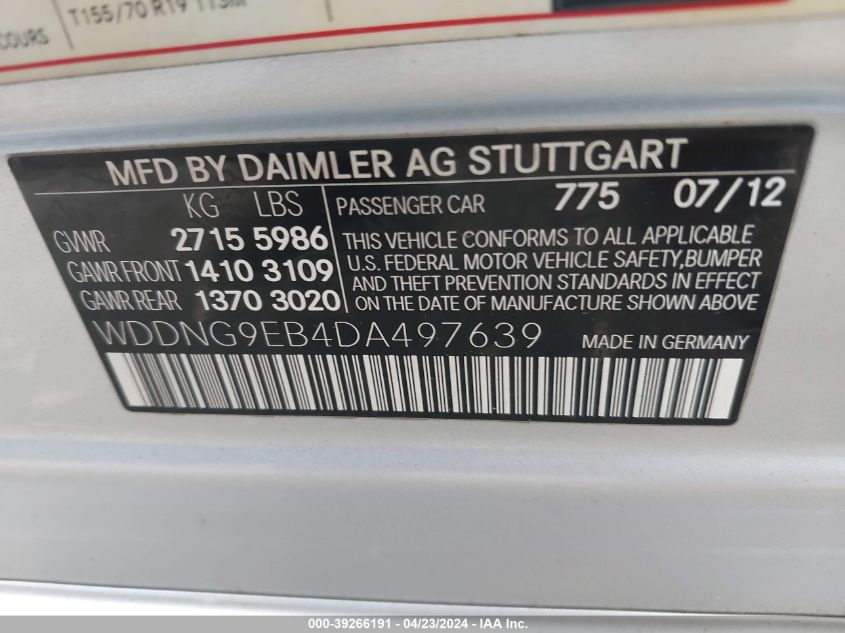 T155/70 R19 113M
COURS
MFD BY DAIMLER AG STUTTGART
KG LBS PASSENGER CAR 775 07/12
GVWR 2715 5986 THIS VEHICLE CONFORMS TO ALL APPLICABLE
GAWR FRONT 1410 3109 U.S. FEDERAL MOTOR VEHICLE SAFETY, BUMPER
AND THEFT PREVENTION STANDARDS IN EFFECT
GAWR REAR 1370 3020 ON THE DATE OF MANUFACTURE SHOWN ABOVE
WDDNG9EB4DA497639 MADE IN GERMANY
000-39266191 - 04/23/2024 - IAA Inc.